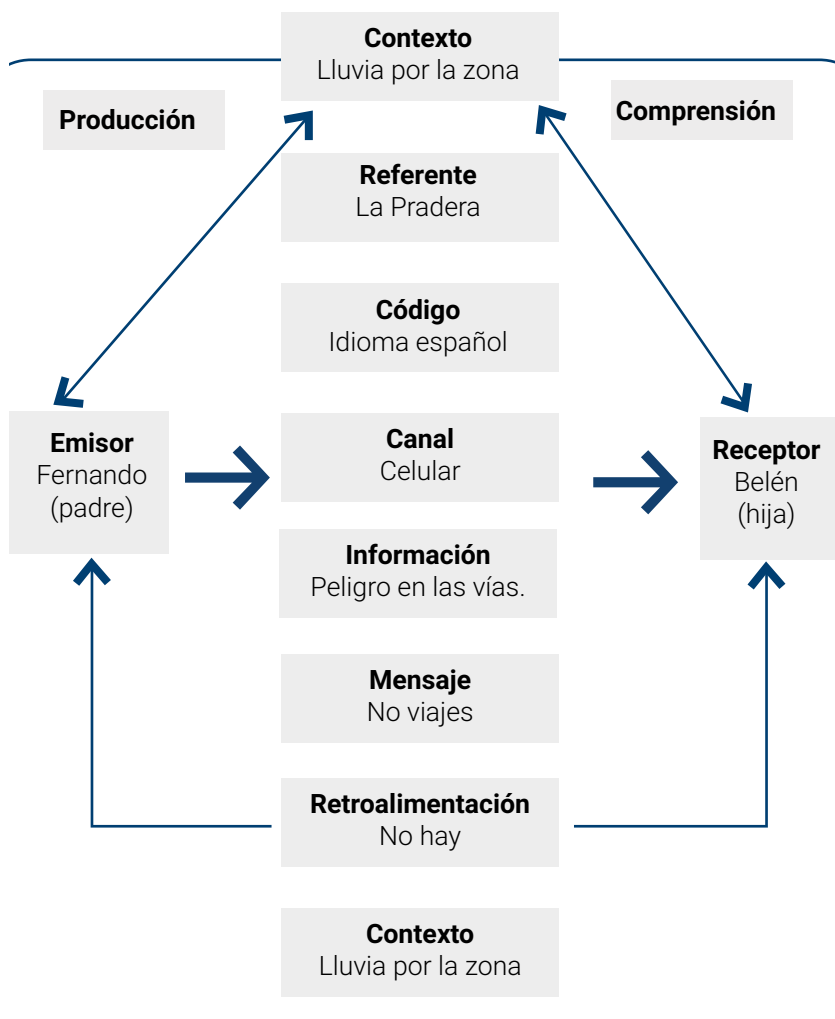 Contexto
Lluvia por la zona
Producción
Comprensión
Referente
La Pradera
Código
Idioma español
Emisor
Fernando
(padre)
Canal
Celular
Receptor
Belén
(hija)
Información
Peligro en las vías.
Mensaje
No viajes
Retroalimentación
No hay
Contexto
Lluvia por la zona